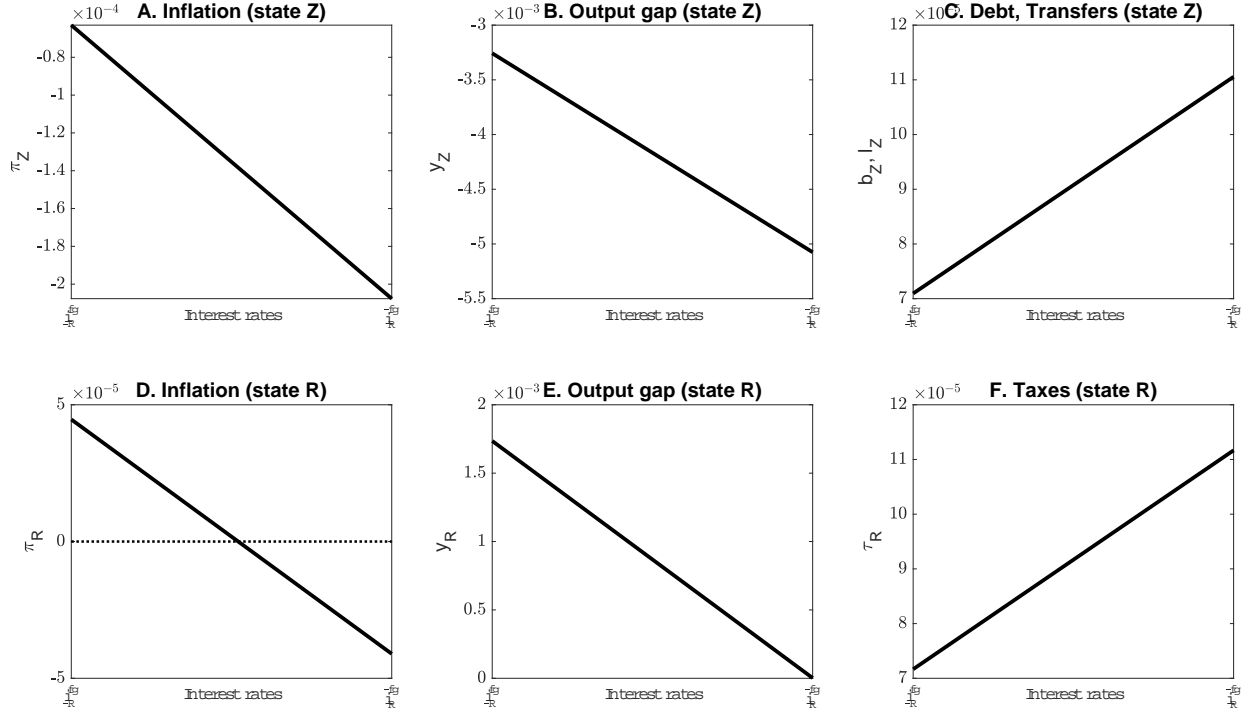 A. Inflation (state Z)
×10⁻⁴
-0.8
-1
-1.2
-1.4
-1.6
-1.8
-2
π_Z
Interest rates
B. Output gap (state Z)
×10⁻³
-3
-3.5
-4
-4.5
-5
-5.5
y_Z
Interest rates
C. Debt, Transfers (state Z)
12
11
10
9
8
7
b_Z, l_Z
Interest rates
D. Inflation (state R)
×10⁻⁵
5
0
-5
π_R
Interest rates
E. Output gap (state R)
×10⁻³
2
1.5
1
0.5
0
y_R
Interest rates
F. Taxes (state R)
×10⁻⁵
12
11
10
9
8
7
τ_R
Interest rates